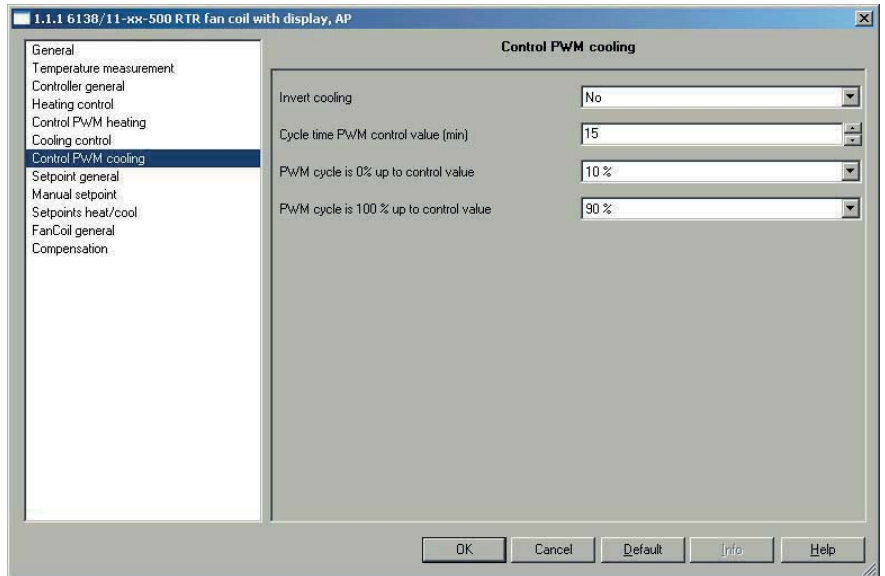 1.1.1 6138/11-xx-500 RTR fan coil with display, AP
General
Temperature measurement
Controller general
Heating control
Control PWM heating
Cooling control
Control PWM cooling
Setpoint general
Manual setpoint
Setpoints heat/cool
FanCoil general
Compensation
Control PWM cooling
Invert cooling No
Cycle time PWM control value (min) 15
PWM cycle is 0% up to control value 10 %
PWM cycle is 100 % up to control value 90 %
OK Cancel Default Info Help